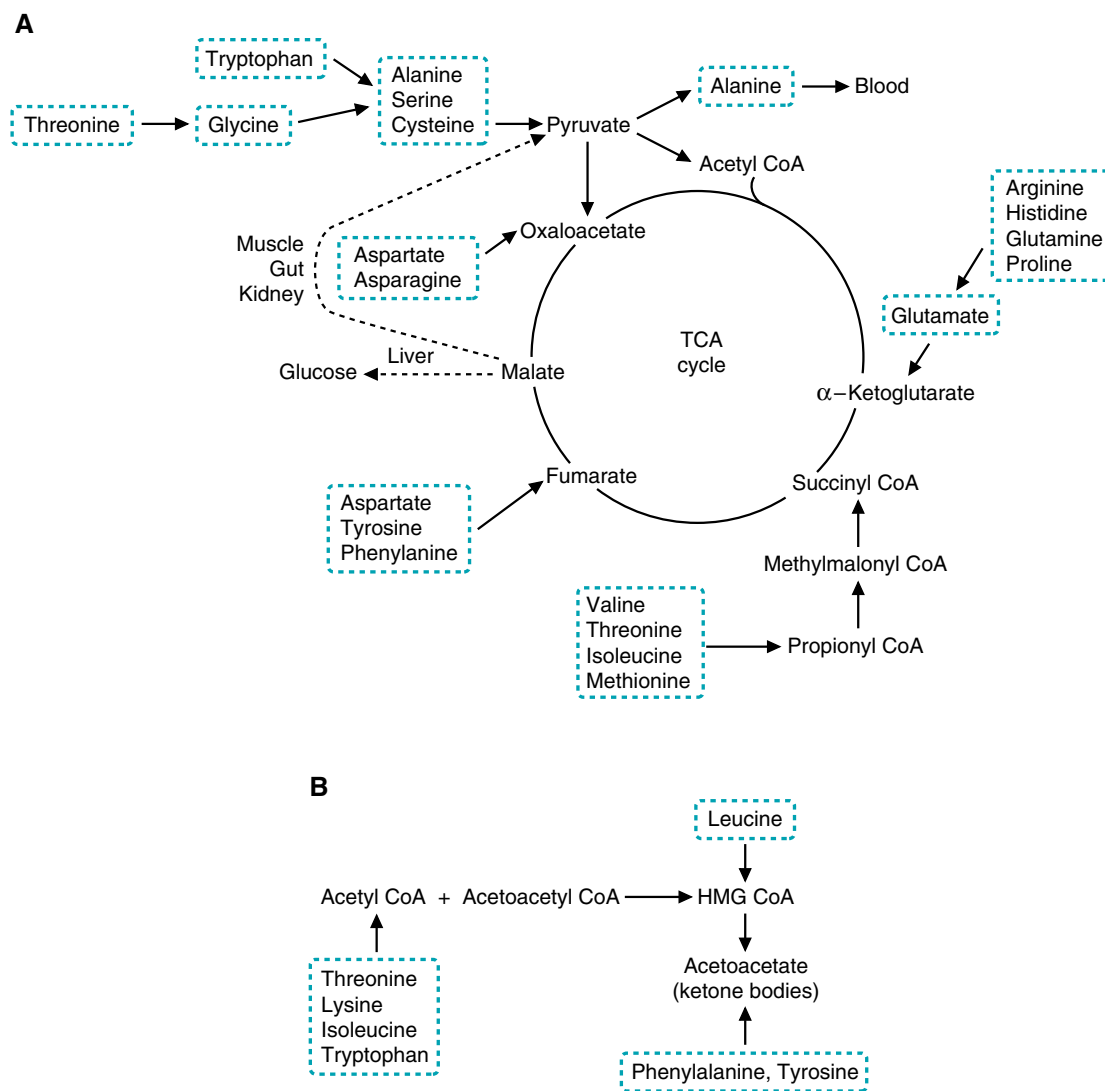 A
Tryptophan
Threonine
Glycine
Alanine
Serine
Cysteine
Pyruvate
Alanine
Blood
Acetyl CoA
Arginine
Histidine
Glutamine
Proline
Glutamate
α–Ketoglutarate
Oxaloacetate
Aspartate
Asparagine
Muscle
Gut
Kidney
TCA
cycle
Liver
Glucose
Malate
Fumarate
Aspartate
Tyrosine
Phenylanine
Succinyl CoA
Methylmalonyl CoA
Propionyl CoA
Valine
Threonine
Isoleucine
Methionine
B
Leucine
Acetyl CoA + Acetoacetyl CoA
HMG CoA
Threonine
Lysine
Isoleucine
Tryptophan
Acetoacetate
(ketone bodies)
Phenylalanine, Tyrosine